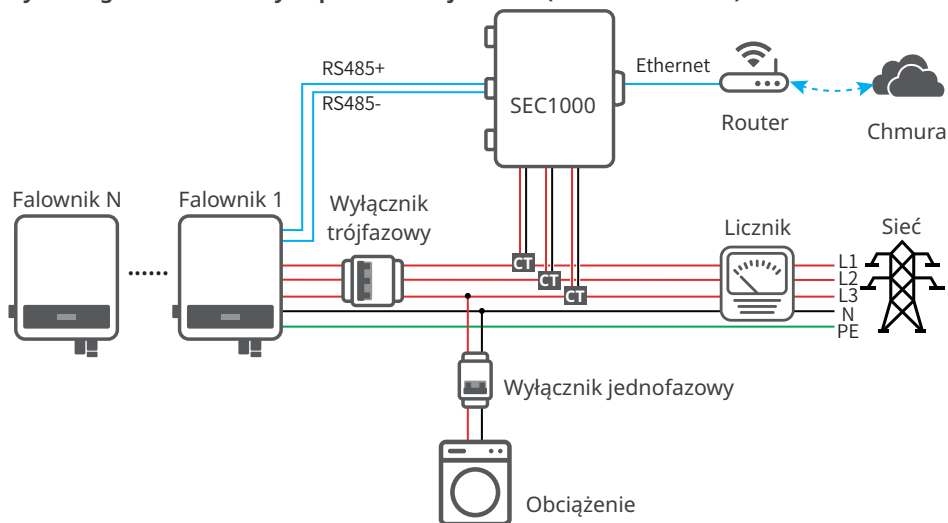 RS485+
RS485-
SEC1000
Ethernet
Router
Chmura
Falownik N
Falownik 1
Wyłącznik
trójfazowy
Licznik
Sieć
CT
CT
CT
L1
L2
L3
N
PE
Wyłącznik jednofazowy
Obciążenie